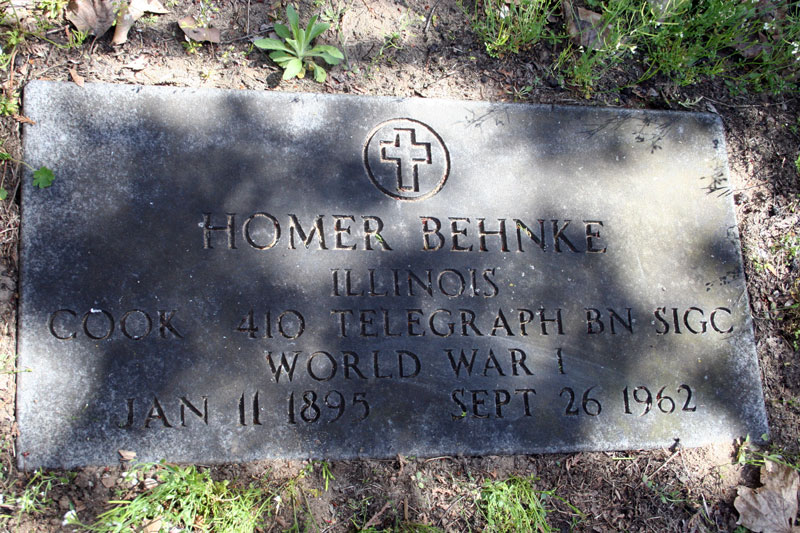 HOMER BEHNKE
ILLINOIS
COOK 410 TELEGRAPH BN SIGC
WORLD WAR I
JAN 11 1895 SEPT 26 1962